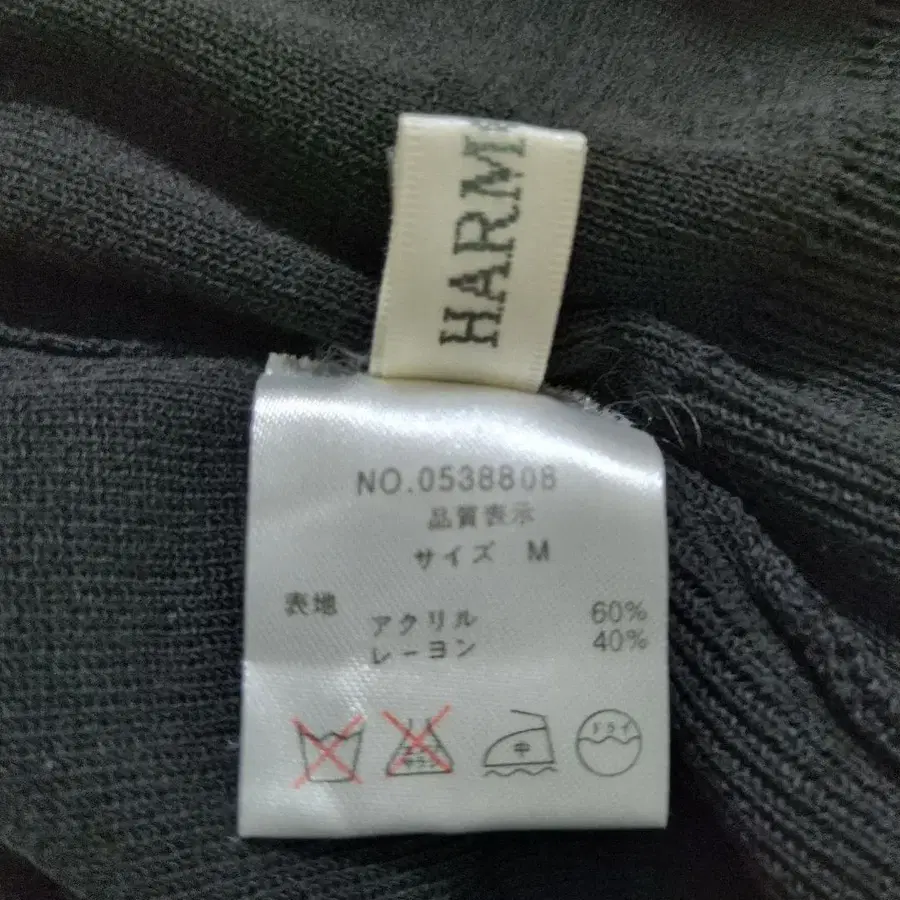 HARM
NO.0538808
品質表示
サイズ M
表地
アクリル 60%
レーヨン 40%
中
ドライ